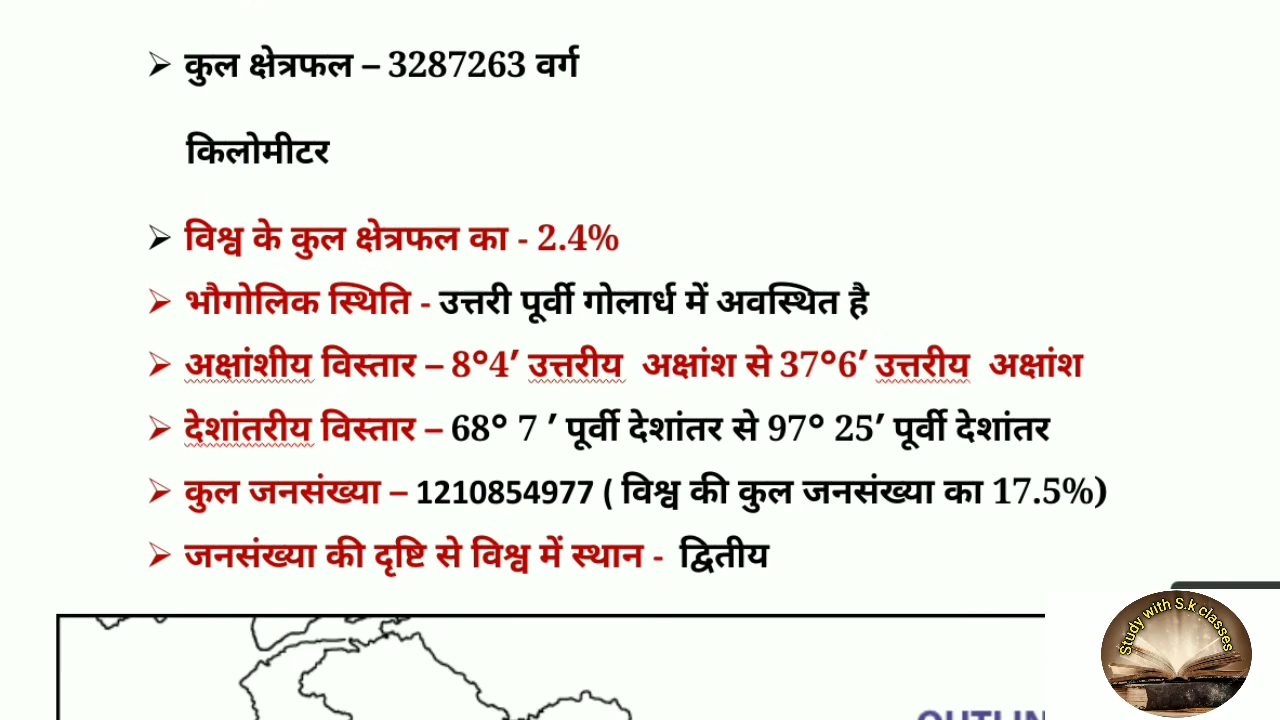 ➢ कुल क्षेत्रफल – 3287263 वर्ग
किलोमीटर
➢ विश्व के कुल क्षेत्रफल का - 2.4%
➢ भौगोलिक स्थिति - उत्तरी पूर्वी गोलार्ध में अवस्थित है
➢ अक्षांशीय विस्तार – 8°4′ उत्तरीय अक्षांश से 37°6′ उत्तरीय अक्षांश
➢ देशांतरीय विस्तार – 68° 7 ′ पूर्वी देशांतर से 97° 25′ पूर्वी देशांतर
➢ कुल जनसंख्या – 1210854977 ( विश्व की कुल जनसंख्या का 17.5%)
➢ जनसंख्या की दृष्टि से विश्व में स्थान - द्वितीय
Study with S.k classes